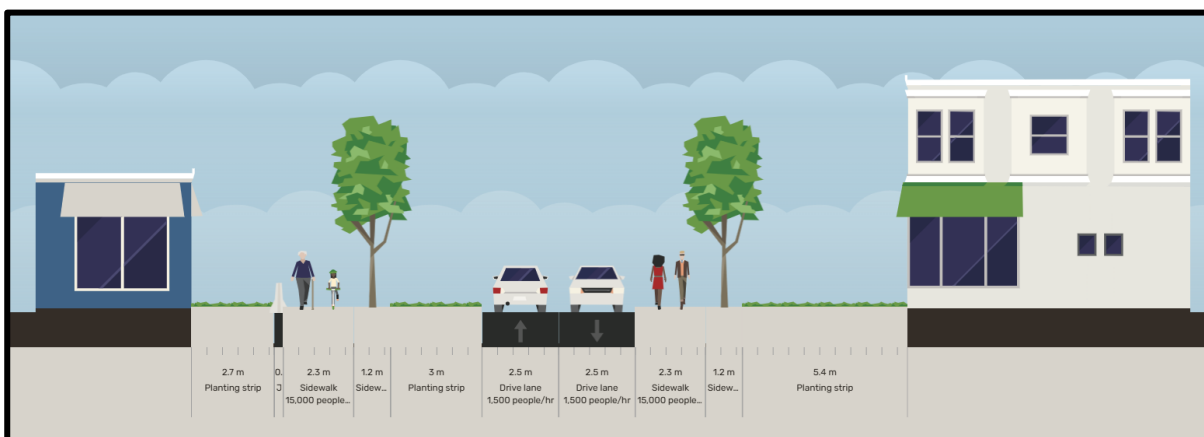 2.7 m
Planting strip
0.
J
2.3 m
Sidewalk
15,000 people…
1.2 m
Sidew…
3 m
Planting strip
2.5 m
Drive lane
1,500 people/hr
2.5 m
Drive lane
1,500 people/hr
2.3 m
Sidewalk
15,000 people…
1.2 m
Sidew…
5.4 m
Planting strip